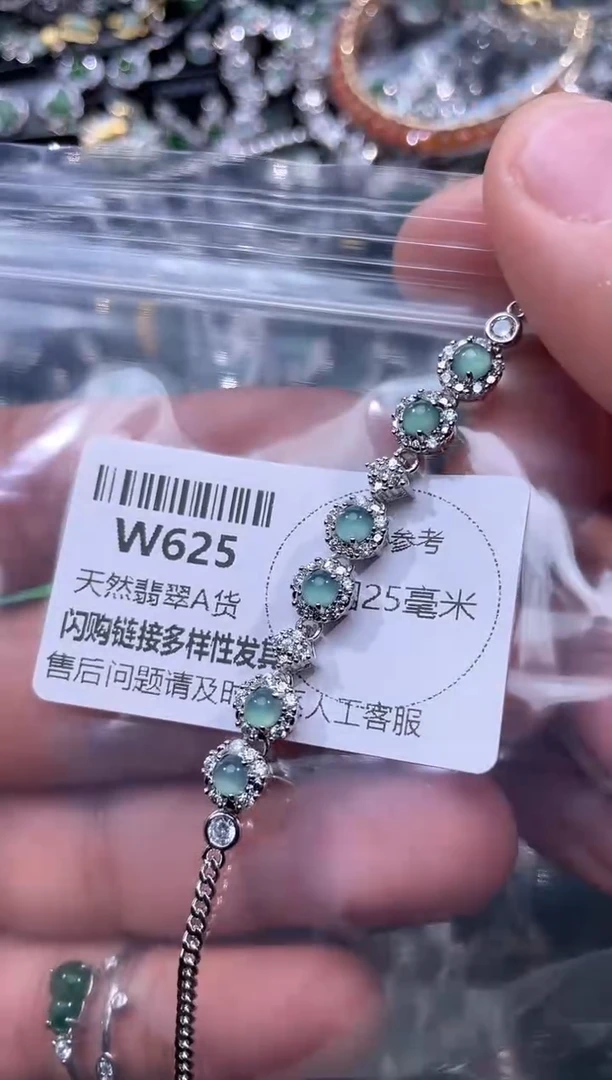 W625
天然翡翠A货
闪购链接多样性发其
售后问题请及时 人工客服
参考
25毫米